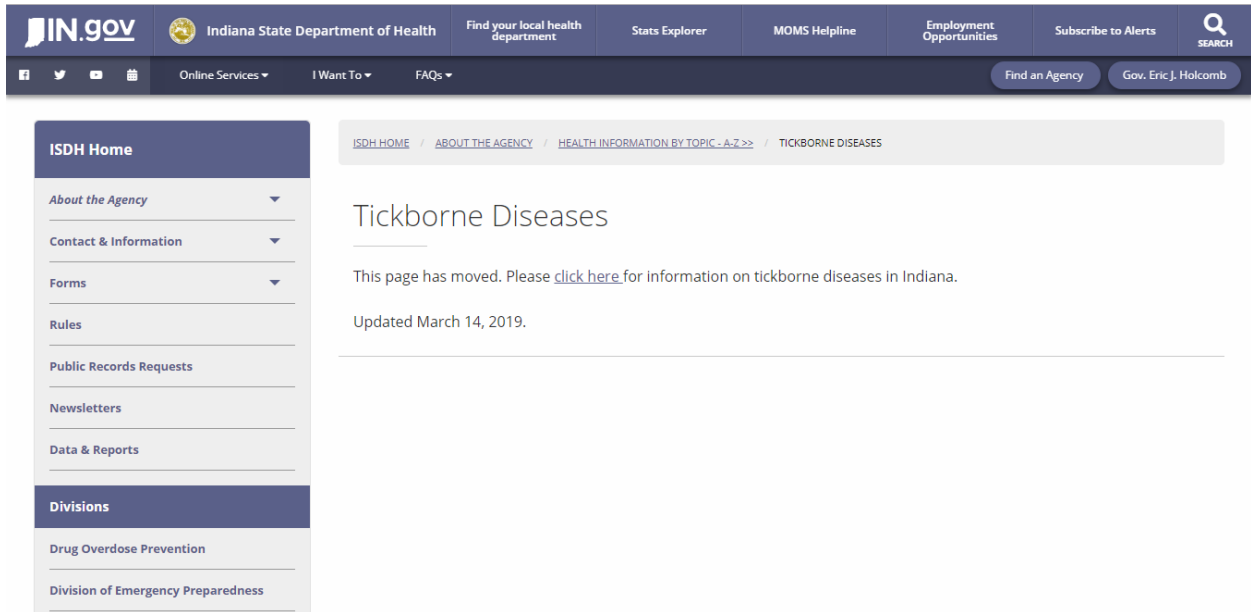 IN.gov
Indiana State Department of Health
Find your local health
department
Stats Explorer
MOMS Helpline
Employment
Opportunities
Subscribe to Alerts
SEARCH
Online Services
I Want To
FAQs
Find an Agency
Gov. Eric J. Holcomb
ISDH Home
About the Agency
Contact & Information
Forms
Rules
Public Records Requests
Newsletters
Data & Reports
Divisions
Drug Overdose Prevention
Division of Emergency Preparedness
ISDH HOME / ABOUT THE AGENCY / HEALTH INFORMATION BY TOPIC - A-Z >> / TICKBORNE DISEASES
Tickborne Diseases
This page has moved. Please click here for information on tickborne diseases in Indiana.
Updated March 14, 2019.